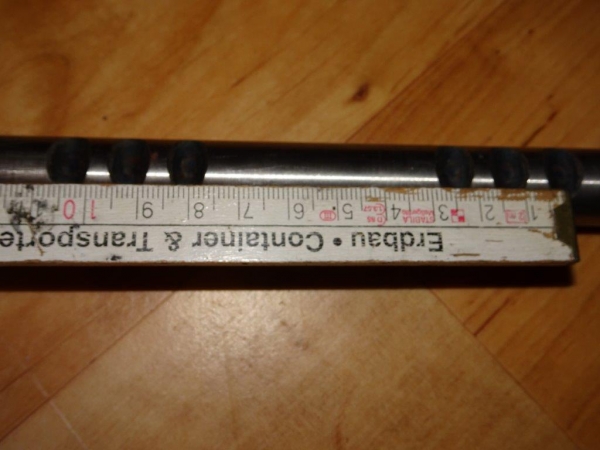 1 2 3 4 5 6 7 8 9 10
Erdbau • Container & Transporte